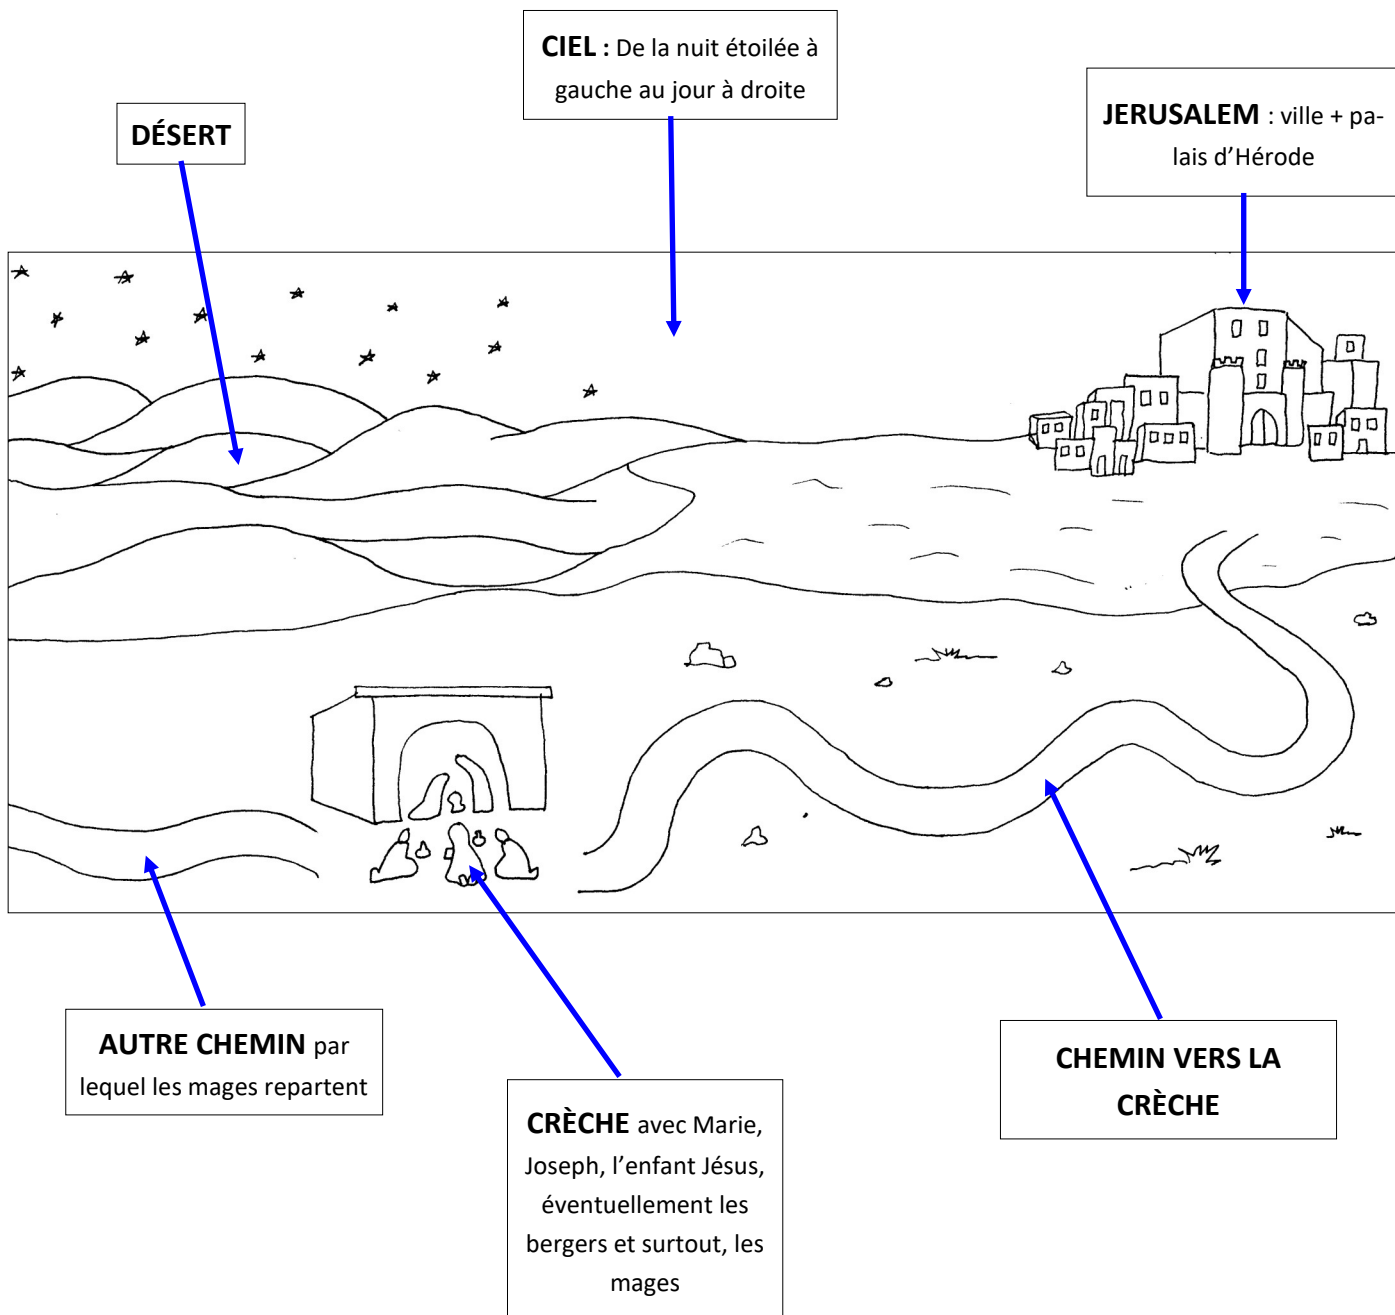 CIEL : De la nuit étoilée à
gauche au jour à droite
JERUSALEM : ville + pa-
lais d’Hérode
DÉSERT
AUTRE CHEMIN par
lequel les mages repartent
CRÈCHE avec Marie,
Joseph, l’enfant Jésus,
éventuellement les
bergers et surtout, les
mages
CHEMIN VERS LA
CRÈCHE